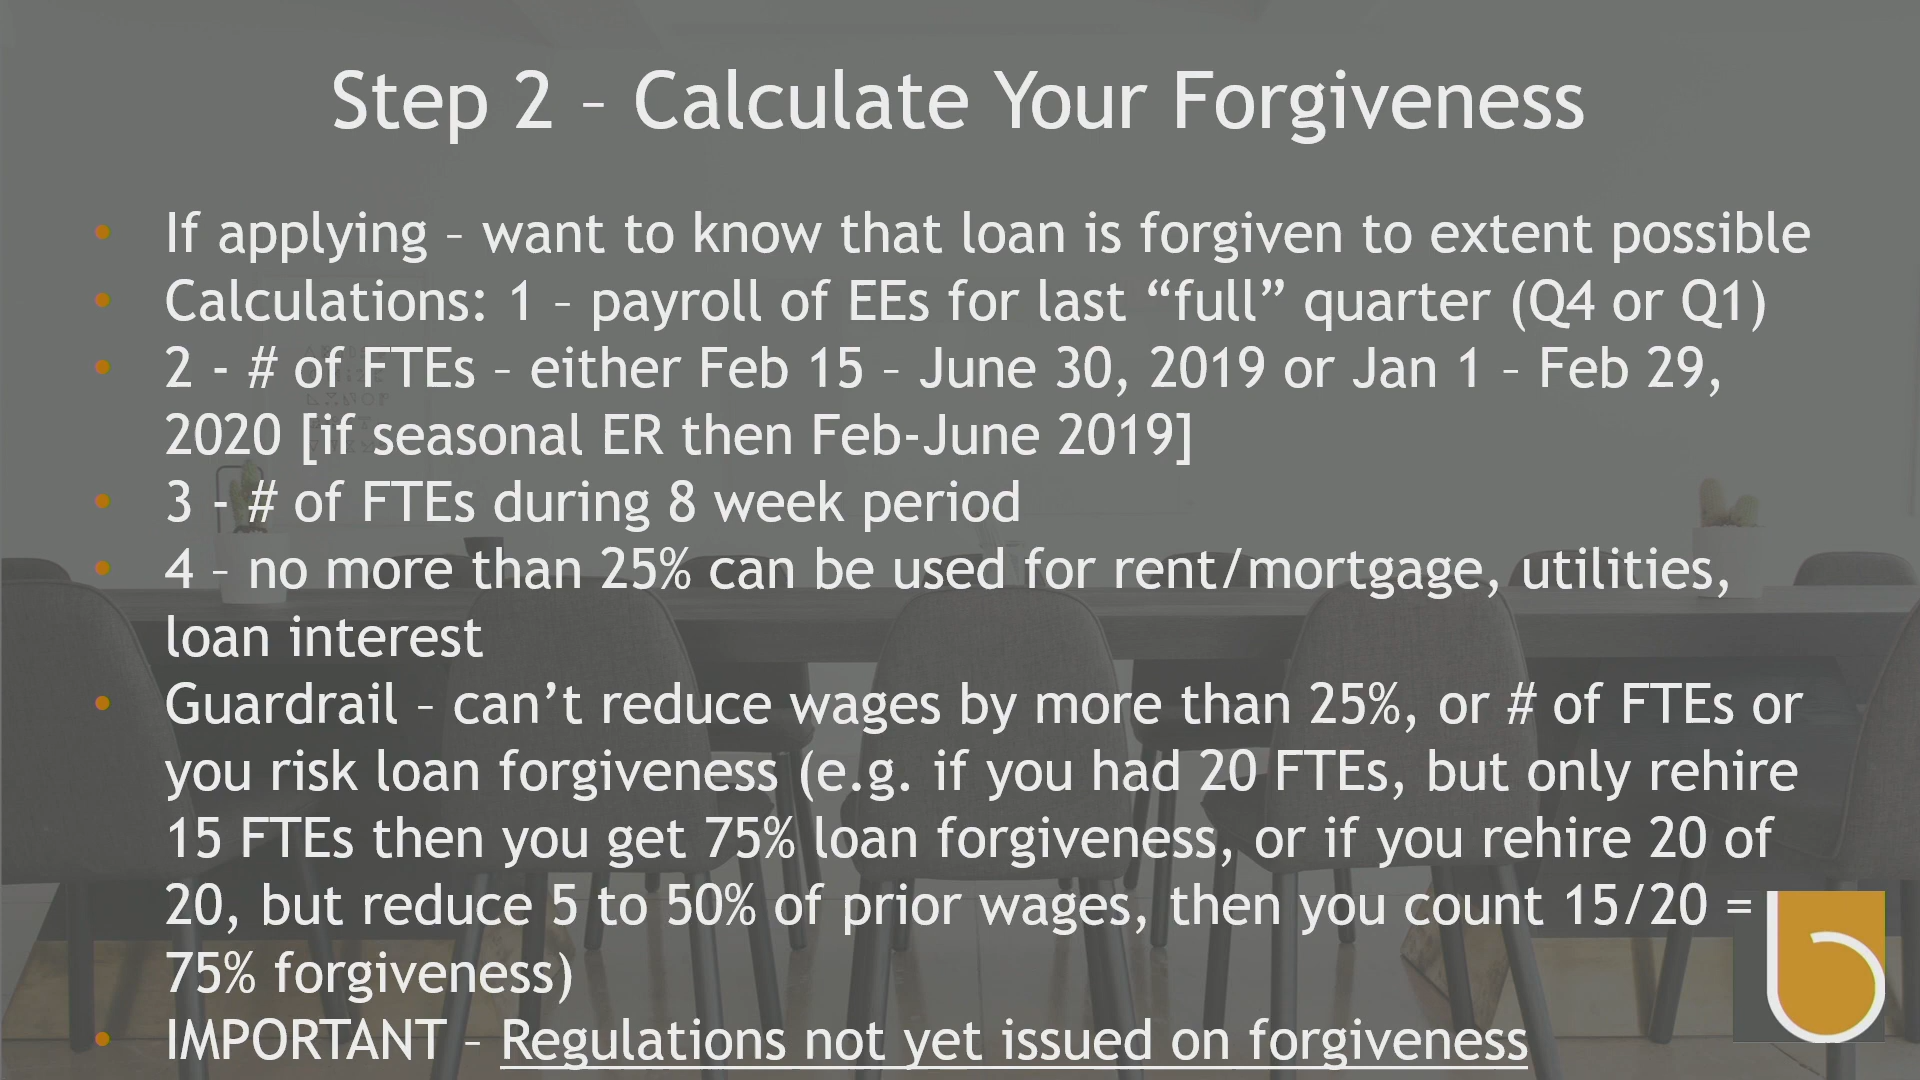 Step 2 – Calculate Your Forgiveness
• If applying – want to know that loan is forgiven to extent possible
• Calculations: 1 – payroll of EEs for last “full” quarter (Q4 or Q1)
• 2 - # of FTEs – either Feb 15 – June 30, 2019 or Jan 1 – Feb 29,
2020 [if seasonal ER then Feb-June 2019]
• 3 - # of FTEs during 8 week period
• 4 – no more than 25% can be used for rent/mortgage, utilities,
loan interest
• Guardrail – can’t reduce wages by more than 25%, or # of FTEs or
you risk loan forgiveness (e.g. if you had 20 FTEs, but only rehire
15 FTEs then you get 75% loan forgiveness, or if you rehire 20 of
20, but reduce 5 to 50% of prior wages, then you count 15/20 =
75% forgiveness)
• IMPORTANT – Regulations not yet issued on forgiveness